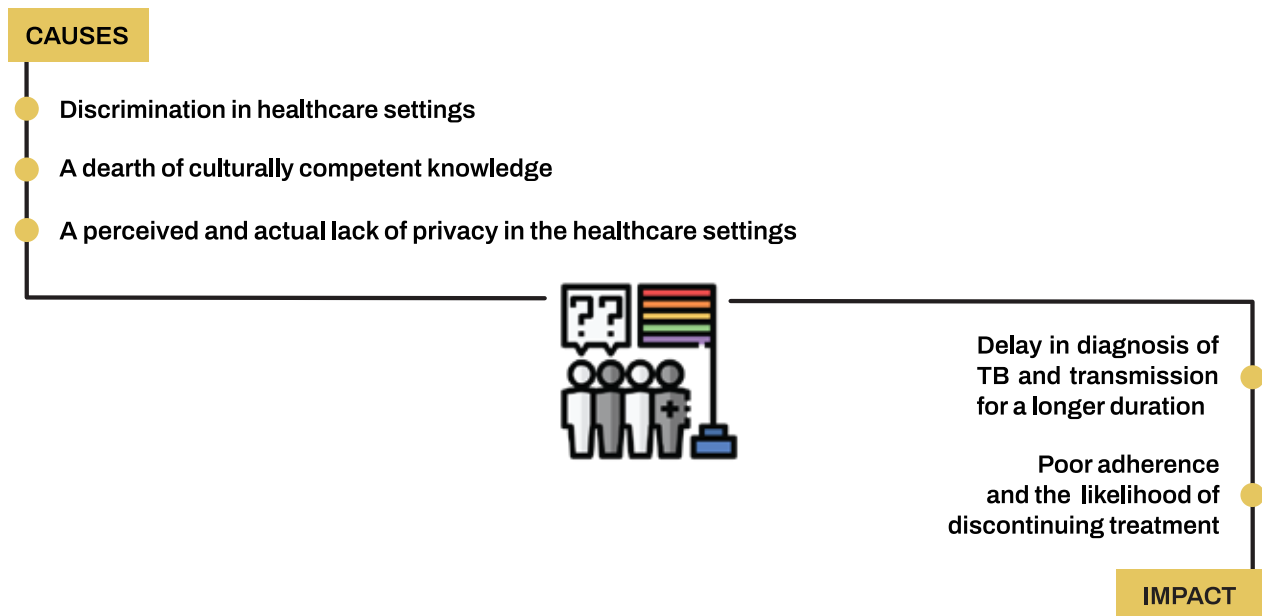 CAUSES
Discrimination in healthcare settings
A dearth of culturally competent knowledge
A perceived and actual lack of privacy in the healthcare settings
??
Delay in diagnosis of
TB and transmission
for a longer duration
Poor adherence
and the likelihood of
discontinuing treatment
IMPACT